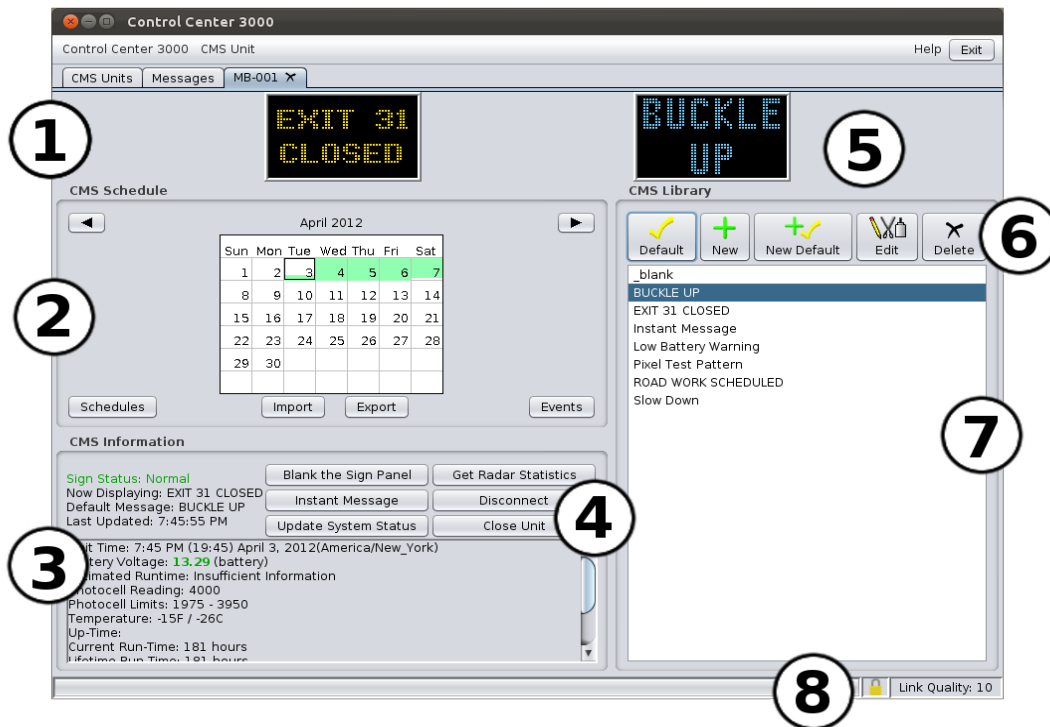 Control Center 3000
Control Center 3000 CMS Unit Help Exit
CMS Units Messages MB-001
1
EXIT 31
CLOSED
BUCKLE
UP
5
CMS Schedule
April 2012
Sun Mon Tue Wed Thu Fri Sat
1 2 3 4 5 6 7
8 9 10 11 12 13 14
15 16 17 18 19 20 21
22 23 24 25 26 27 28
29 30
2
Schedules Import Export Events
CMS Library
Default New New Default Edit Delete
6
_blank
BUCKLE UP
EXIT 31 CLOSED
Instant Message
Low Battery Warning
Pixel Test Pattern
ROAD WORK SCHEDULED
Slow Down
7
CMS Information
Sign Status: Normal
Now Displaying: EXIT 31 CLOSED
Default Message: BUCKLE UP
Last Updated: 7:45:55 PM
Blank the Sign Panel Get Radar Statistics
Instant Message Disconnect
Update System Status Close Unit
4
3
Time: 7:45 PM (19:45) April 3, 2012(America/New_York)
Voltage: 13.29 (battery)
Runtime: Insufficient Information
Photocell Reading: 4000
Photocell Limits: 1975 - 3950
Temperature: -15F / -26C
Up-Time:
Current Run-Time: 181 hours
Lifetime Run Time: 181 hours
8
Link Quality: 10